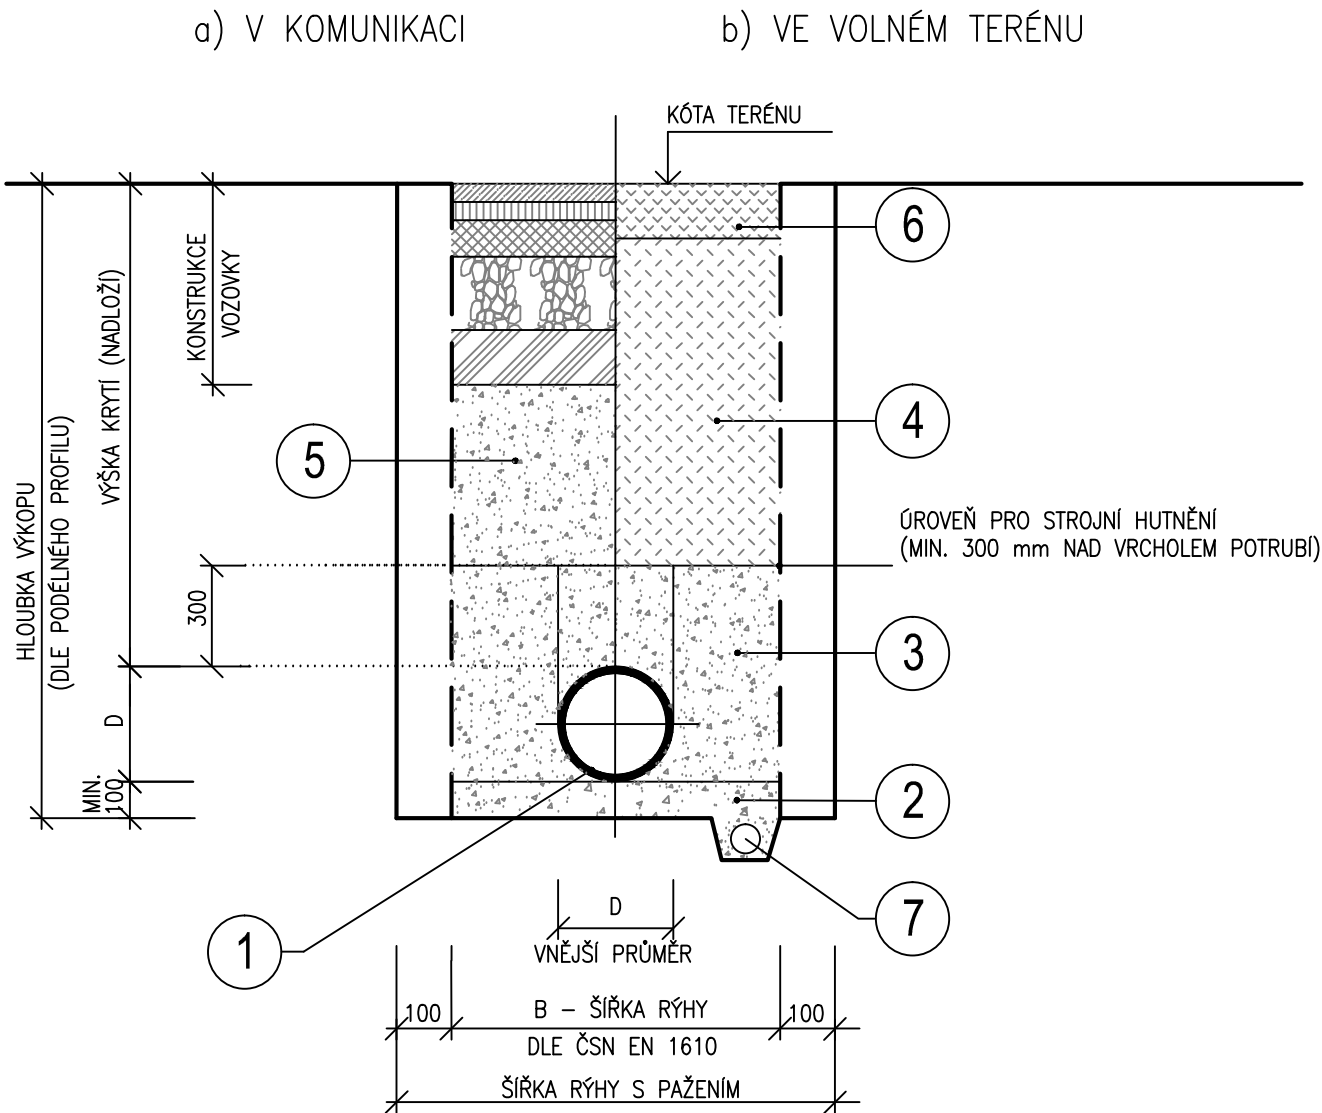 a) V KOMUNIKACI
b) VE VOLNÉM TERÉNU
KÓTA TERÉNU
6
KONSTRUKCE
VOZOVKY
VÝŠKA KRYTÍ (NADLOŽÍ)
4
5
HLOUBKA VÝKOPU
(DLE PODÉLNÉHO PROFILU)
ÚROVEŇ PRO STROJNÍ HUTNĚNÍ
(MIN. 300 mm NAD VRCHOLEM POTRUBÍ)
300
3
D
MIN.
100
2
7
1
D
VNĚJŠÍ PRŮMĚR
100
B – ŠÍŘKA RÝHY
100
DLE ČSN EN 1610
ŠÍŘKA RÝHY S PAŽENÍM